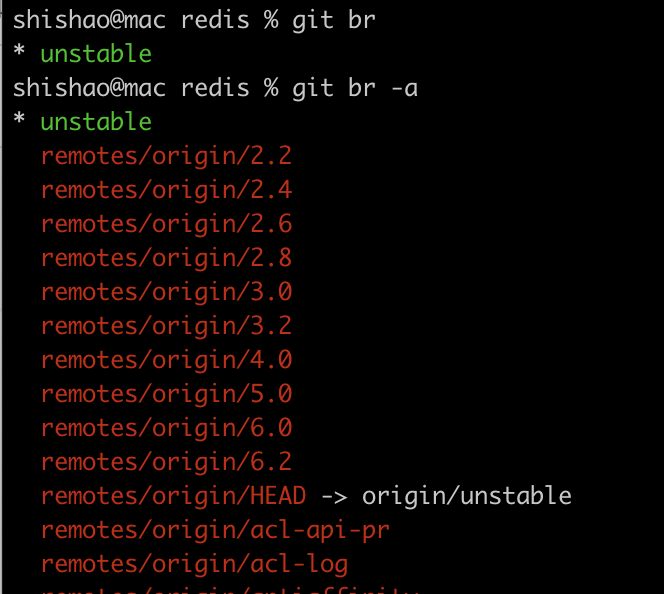 shishao@mac redis % git br
* unstable
shishao@mac redis % git br -a
* unstable
remotes/origin/2.2
remotes/origin/2.4
remotes/origin/2.6
remotes/origin/2.8
remotes/origin/3.0
remotes/origin/3.2
remotes/origin/4.0
remotes/origin/5.0
remotes/origin/6.0
remotes/origin/6.2
remotes/origin/HEAD -> origin/unstable
remotes/origin/acl-api-pr
remotes/origin/acl-log